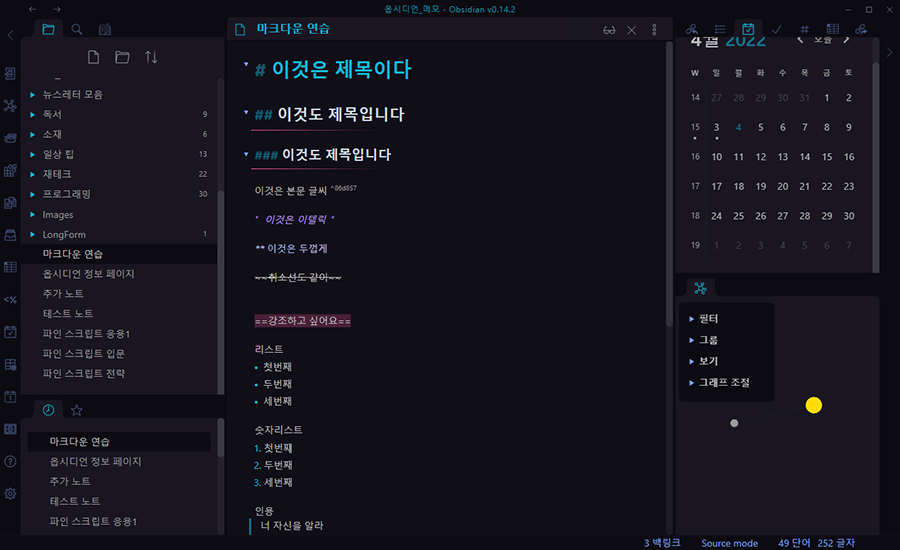 옵시디언_메모 - Obsidian v0.14.2
뉴스레터 모음
독서 9
소재 6
일상 팁 13
재테크 22
프로그래밍 30
Images
LongForm 1
마크다운 연습
옵시디언 정보 페이지
추가 노트
테스트 노트
파인 스크립트 응용1
파인 스크립트 입문
파인 스크립트 전략
마크다운 연습
옵시디언 정보 페이지
추가 노트
테스트 노트
파인 스크립트 응용1
마크다운 연습
# 이것은 제목이다
## 이것도 제목입니다
### 이것도 제목입니다
이것은 본문 글씨 ^86d857
* 이것은 이텔릭 *
** 이것은 두껍게
~~취소선도 같아~~
==강조하고 싶어요==
리스트
• 첫번째
• 두번째
• 세번째
숫자리스트
1. 첫번째
2. 두번째
3. 세번째
인용
너 자신을 알라
4월 2022 오늘
W 일 월 화 수 목 금 토
14 27 28 29 30 31 1 2
15 3 4 5 6 7 8 9
16 10 11 12 13 14 15 16
17 17 18 19 20 21 22 23
18 24 25 26 27 28 29 30
19 1 2 3 4 5 6 7
필터
그룹
보기
그래프 조절
3 백링크 Source mode 49 단어 252 글자